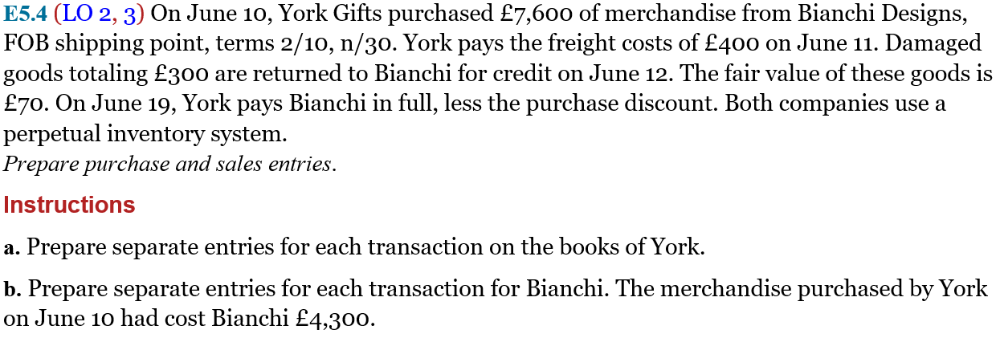 E5.4 (LO 2, 3) On June 10, York Gifts purchased £7,600 of merchandise from Bianchi Designs,
FOB shipping point, terms 2/10, n/30. York pays the freight costs of £400 on June 11. Damaged
goods totaling £300 are returned to Bianchi for credit on June 12. The fair value of these goods is
£70. On June 19, York pays Bianchi in full, less the purchase discount. Both companies use a
perpetual inventory system.
Prepare purchase and sales entries.
Instructions
a. Prepare separate entries for each transaction on the books of York.
b. Prepare separate entries for each transaction for Bianchi. The merchandise purchased by York
on June 10 had cost Bianchi £4,300.